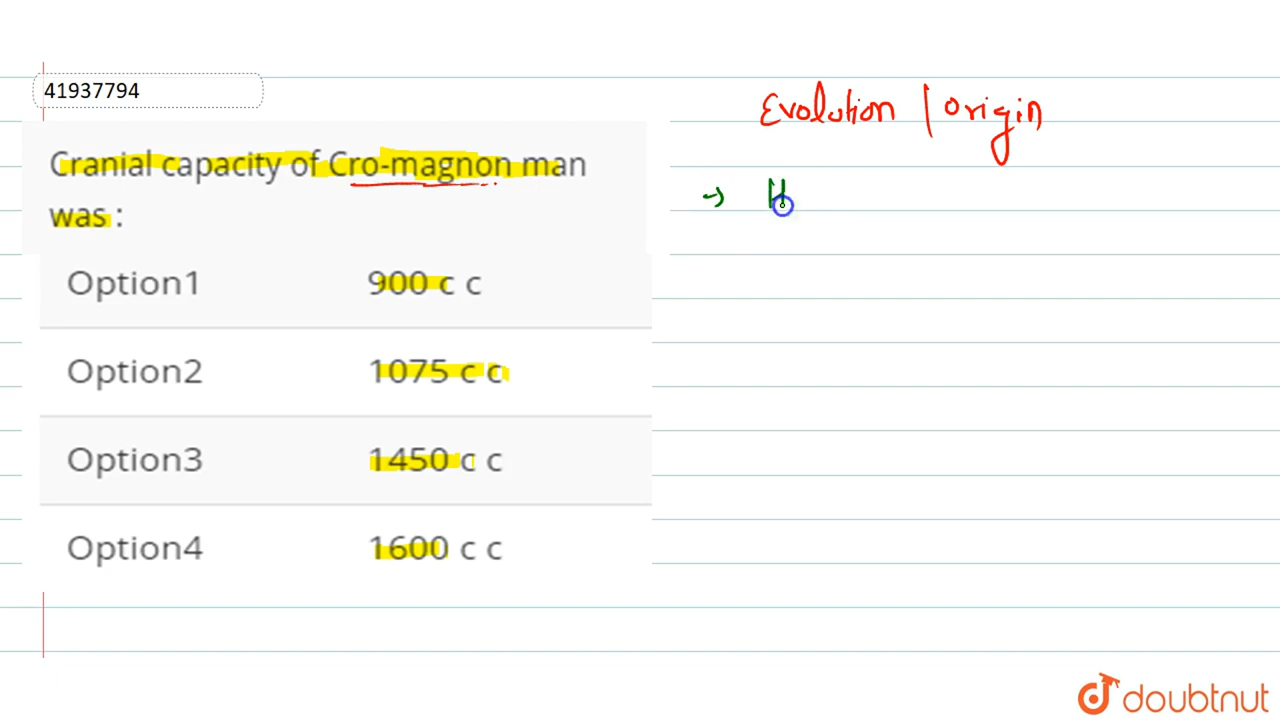 41937794
Evolution | Origin
Cranial capacity of Cro-magnon man
was :
→ H
Option1 900 c c
Option2 1075 c c
Option3 1450 c c
Option4 1600 c c
doubtnut